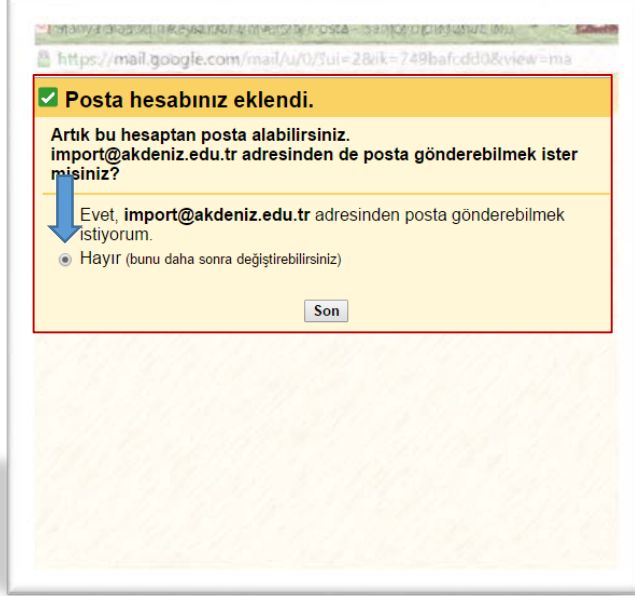 https://mail.google.com/mail/u/0/?ui=2&ik=749bafcdd0&view=ma
Posta hesabınız eklendi.
Artık bu hesaptan posta alabilirsiniz.
import@akdeniz.edu.tr adresinden de posta gönderebilmek ister
misiniz?
Evet, import@akdeniz.edu.tr adresinden posta gönderebilmek
istiyorum.
Hayır (bunu daha sonra değiştirebilirsiniz)
Son